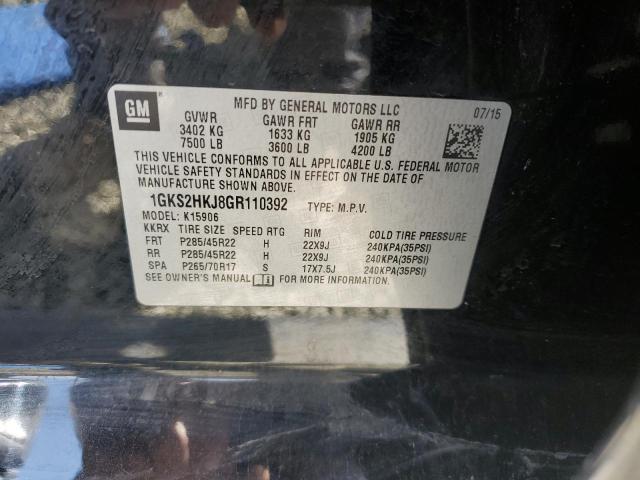 GM
MFD BY GENERAL MOTORS LLC 07/15
GVWR GAWR FRT GAWR RR
3402 KG 1633 KG 1905 KG
7500 LB 3600 LB 4200 LB
THIS VEHICLE CONFORMS TO ALL APPLICABLE U.S. FEDERAL MOTOR
VEHICLE SAFETY STANDARDS IN EFFECT ON THE DATE OF
MANUFACTURE SHOWN ABOVE.
1GKS2HKJ8GR110392 TYPE: M.P.V.
MODEL: K15906
KKRX TIRE SIZE SPEED RTG RIM COLD TIRE PRESSURE
FRT P285/45R22 H 22X9J 240KPA(35PSI)
RR P285/45R22 H 22X9J 240KPA(35PSI)
SPA P265/70R17 S 17X7.5J 240KPA(35PSI)
SEE OWNER'S MANUAL FOR MORE INFORMATION.